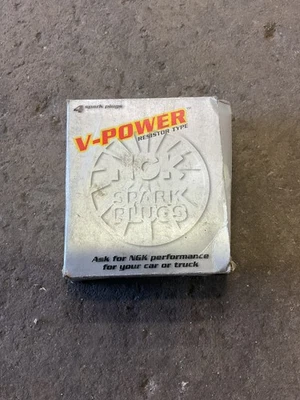 4 spark plugs
V-POWER
RESISTOR TYPE
NGK
SPARK
PLUGS
Ask for NGK performance
for your car or truck